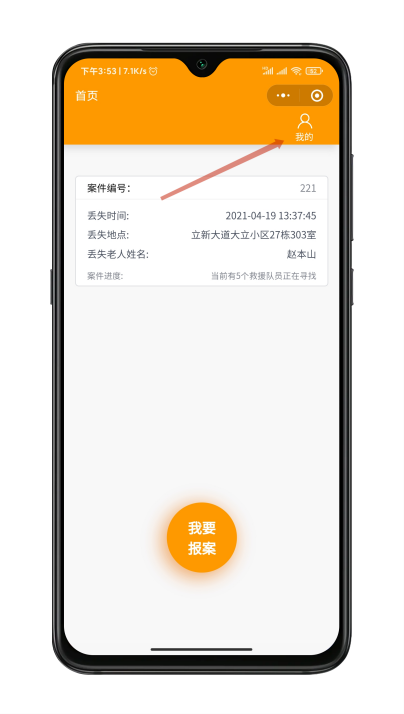 下午3:53 | 7.1K/s
首页
我的
案件编号: 221
丢失时间: 2021-04-19 13:37:45
丢失地点: 立新大道大立小区27栋303室
丢失老人姓名: 赵本山
案件进度: 当前有5个救援队员正在寻找
我要
报案